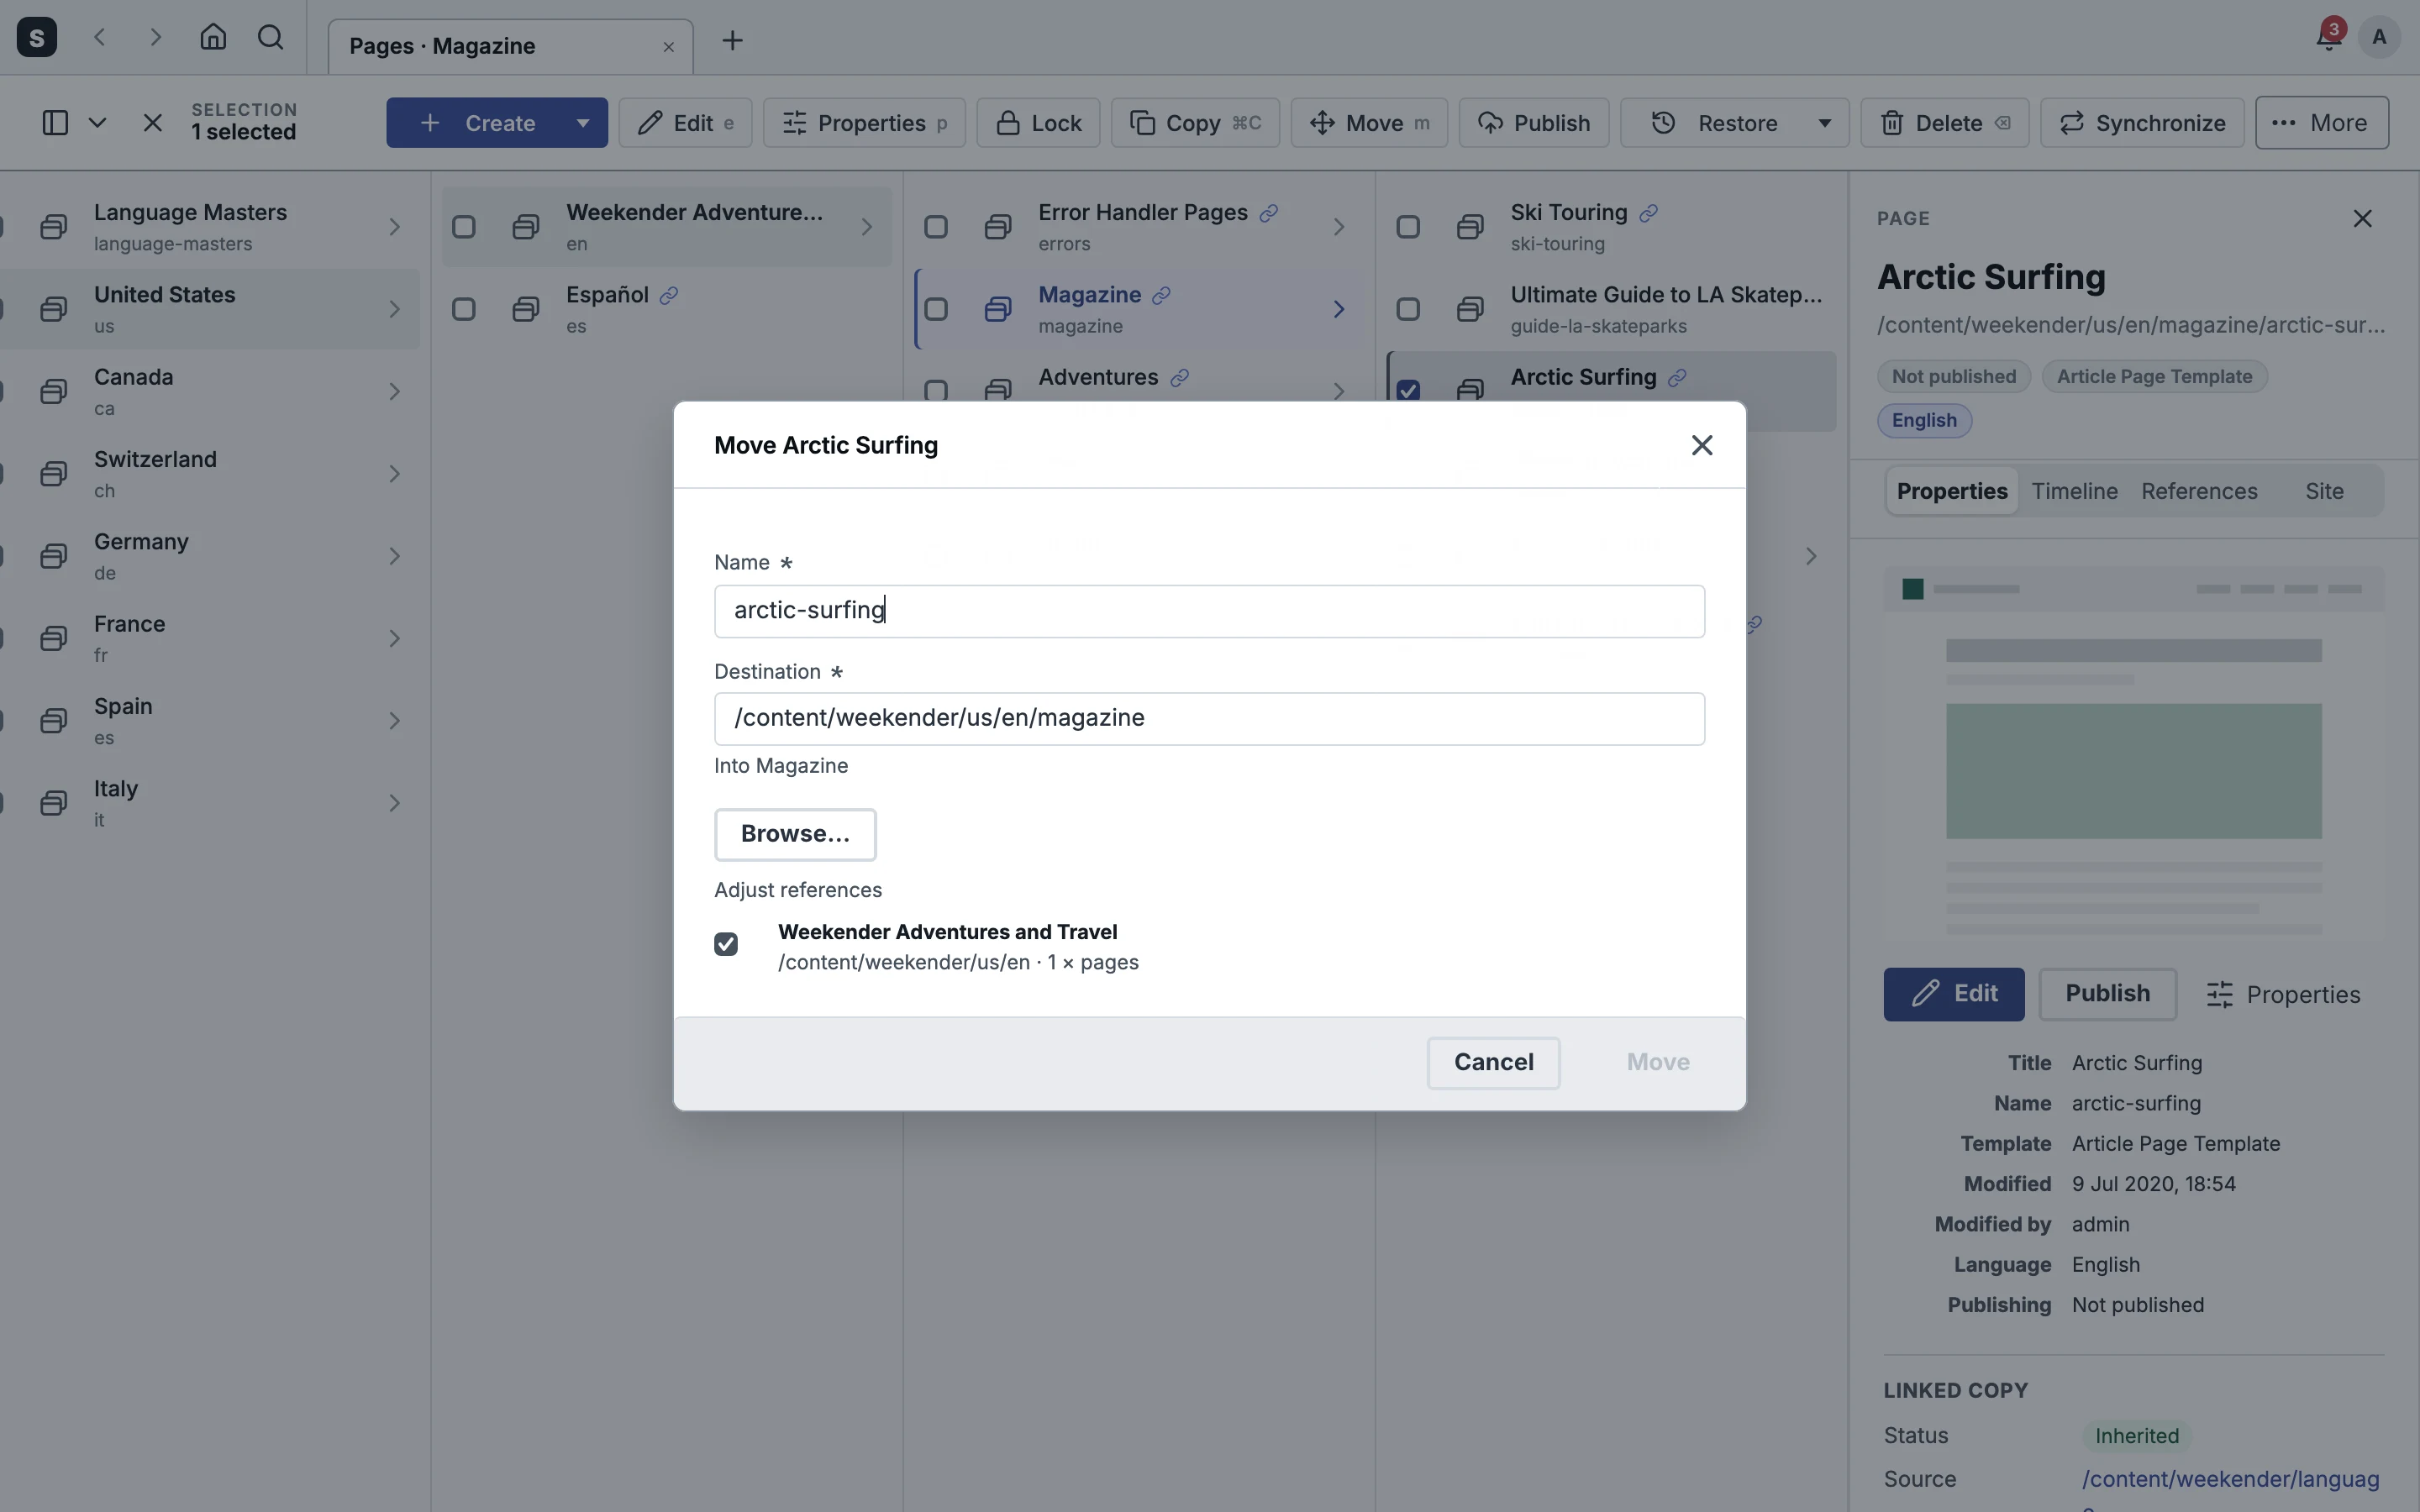 S
Pages · Magazine
3
A
SELECTION
1 selected
Create
Edit e
Properties p
Lock
Copy ⌘C
Move m
Publish
Restore
Delete
Synchronize
More
Language Masters
language-masters
United States
us
Canada
ca
Switzerland
ch
Germany
de
France
fr
Spain
es
Italy
it
Weekender Adventure...
en
Español
es
Error Handler Pages
errors
Magazine
magazine
Adventures
Ski Touring
ski-touring
Ultimate Guide to LA Skatep...
guide-la-skateparks
Arctic Surfing
Move Arctic Surfing
Name *
arctic-surfing
Destination *
/content/weekender/us/en/magazine
Into Magazine
Browse...
Adjust references
Weekender Adventures and Travel
/content/weekender/us/en · 1 × pages
Cancel
Move
PAGE
Arctic Surfing
/content/weekender/us/en/magazine/arctic-sur...
Not published
Article Page Template
English
Properties
Timeline
References
Site
Edit
Publish
Properties
Title Arctic Surfing
Name arctic-surfing
Template Article Page Template
Modified 9 Jul 2020, 18:54
Modified by admin
Language English
Publishing Not published
LINKED COPY
Status Inherited
Source /content/weekender/languag